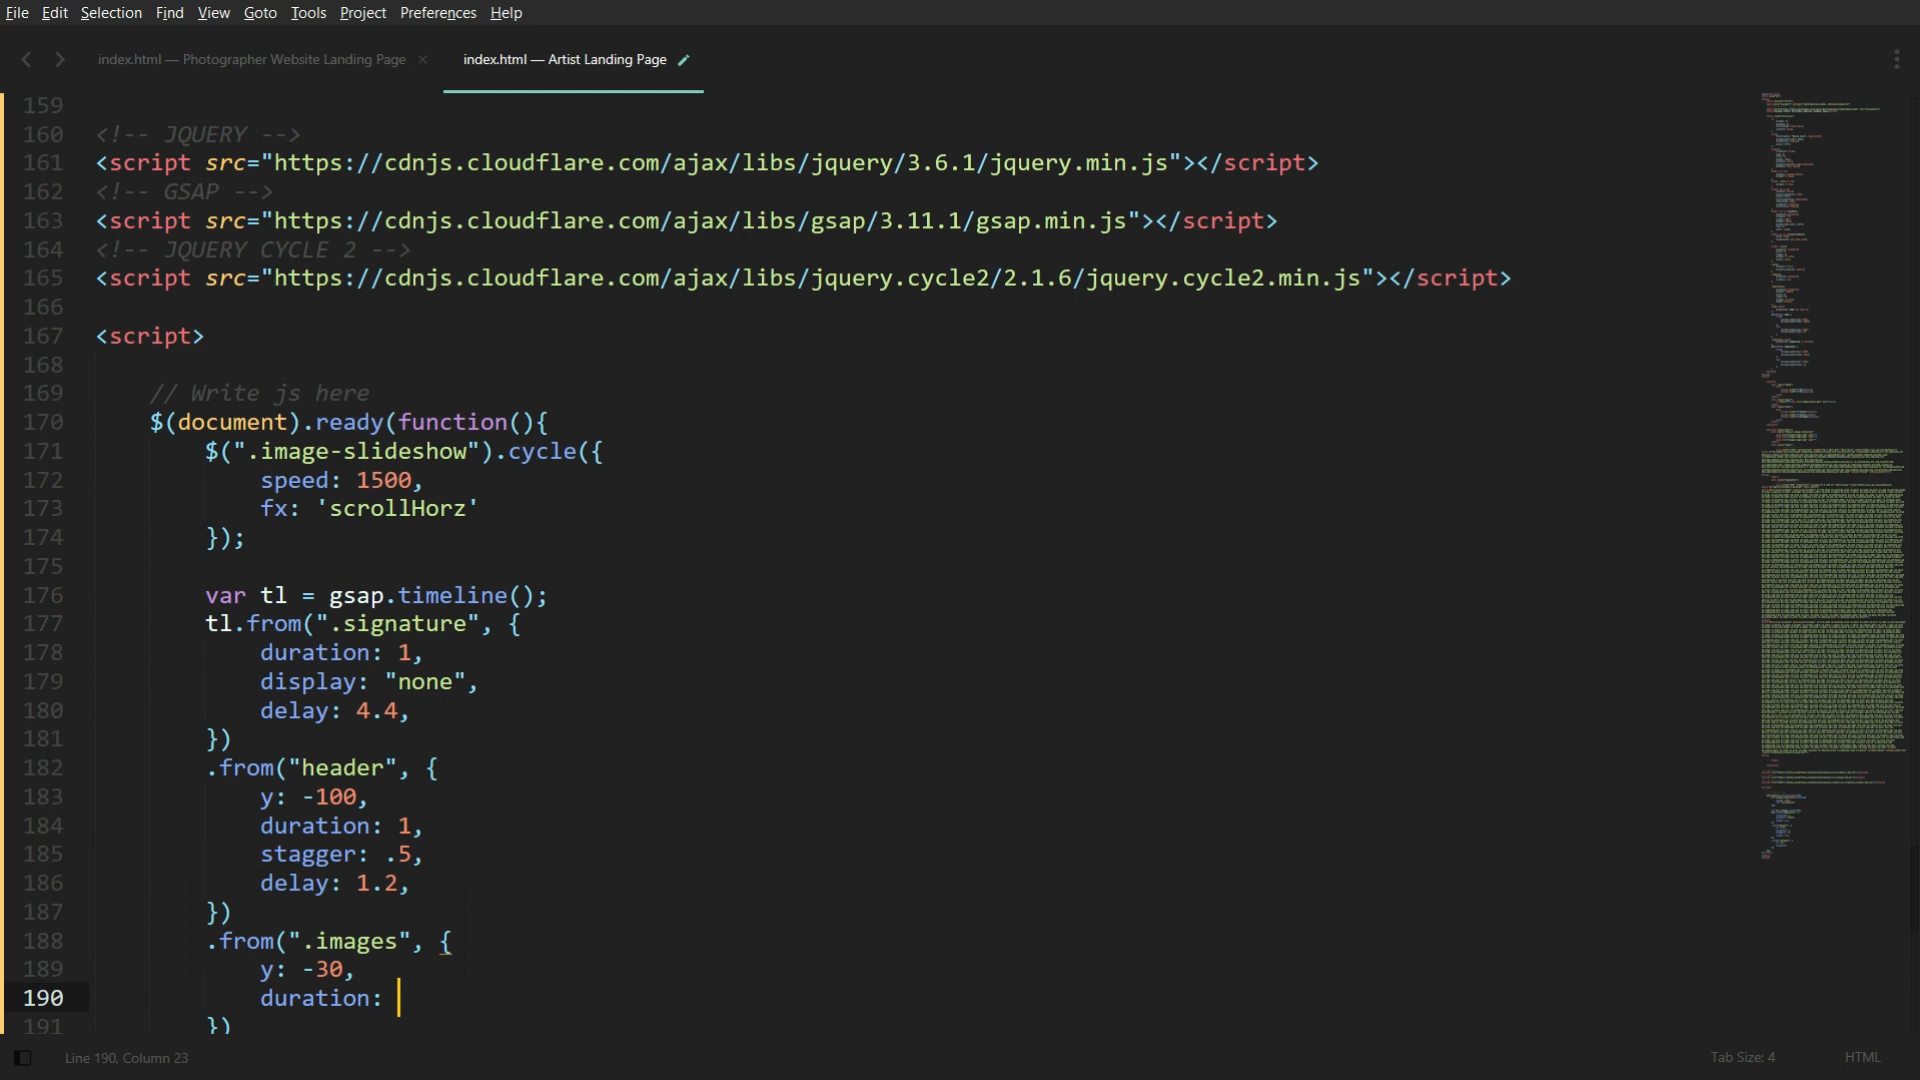 File Edit Selection Find View Goto Tools Project Preferences Help
index.html — Photographer Website Landing Page × index.html — Artist Landing Page
159
160 <!-- JQUERY -->
161 <script src="https://cdnjs.cloudflare.com/ajax/libs/jquery/3.6.1/jquery.min.js"></script>
162 <!-- GSAP -->
163 <script src="https://cdnjs.cloudflare.com/ajax/libs/gsap/3.11.1/gsap.min.js"></script>
164 <!-- JQUERY CYCLE 2 -->
165 <script src="https://cdnjs.cloudflare.com/ajax/libs/jquery.cycle2/2.1.6/jquery.cycle2.min.js"></script>
166
167 <script>
168
169     // Write js here
170     $(document).ready(function(){
171         $(".image-slideshow").cycle({
172             speed: 1500,
173             fx: 'scrollHorz'
174         });
175
176         var tl = gsap.timeline();
177         tl.from(".signature", {
178             duration: 1,
179             display: "none",
180             delay: 4.4,
181         })
182         .from("header", {
183             y: -100,
184             duration: 1,
185             stagger: .5,
186             delay: 1.2,
187         })
188         .from(".images", {
189             y: -30,
190             duration:
191         })
Line 190, Column 23 Tab Size: 4 HTML